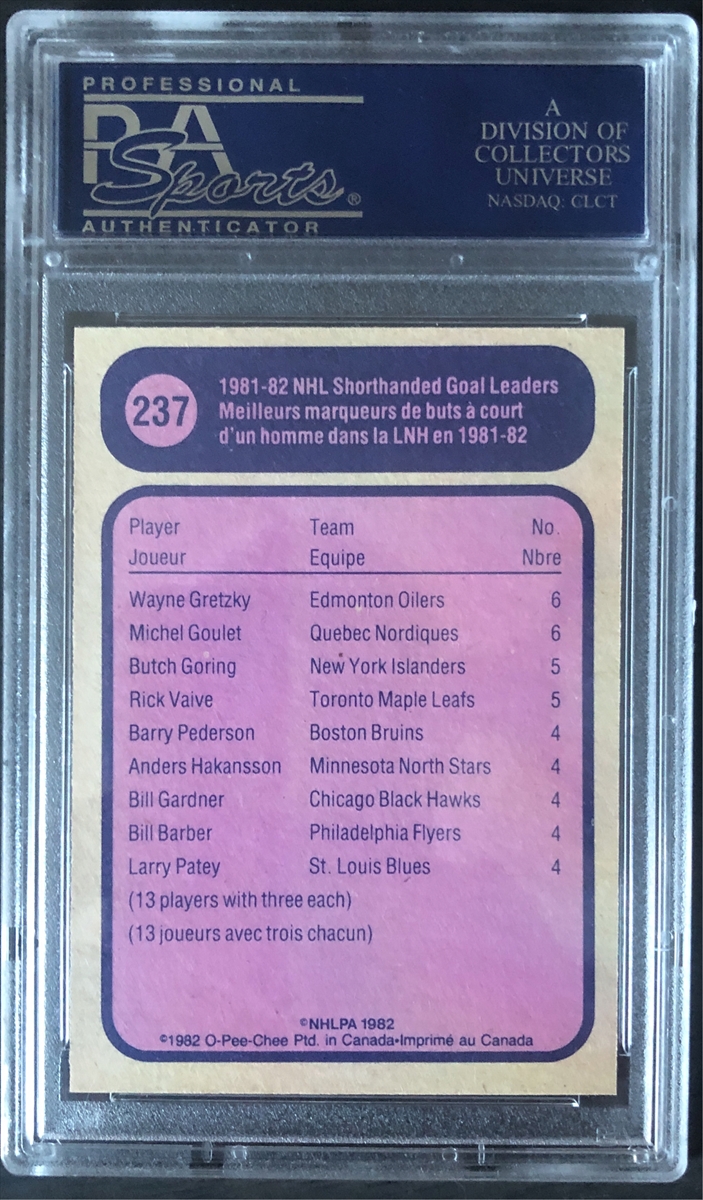 PROFESSIONAL
PSA
Sports®
AUTHENTICATOR
A
DIVISION OF
COLLECTORS
UNIVERSE
NASDAQ: CLCT
237
1981-82 NHL Shorthanded Goal Leaders
Meilleurs marqueurs de buts à court
d'un homme dans la LNH en 1981-82
Player Team No.
Joueur Equipe Nbre
Wayne Gretzky Edmonton Oilers 6
Michel Goulet Quebec Nordiques 6
Butch Goring New York Islanders 5
Rick Vaive Toronto Maple Leafs 5
Barry Pederson Boston Bruins 4
Anders Hakansson Minnesota North Stars 4
Bill Gardner Chicago Black Hawks 4
Bill Barber Philadelphia Flyers 4
Larry Patey St. Louis Blues 4
(13 players with three each)
(13 joueurs avec trois chacun)
©NHLPA 1982
©1982 O-Pee-Chee Ptd. in Canada•Imprimé au Canada